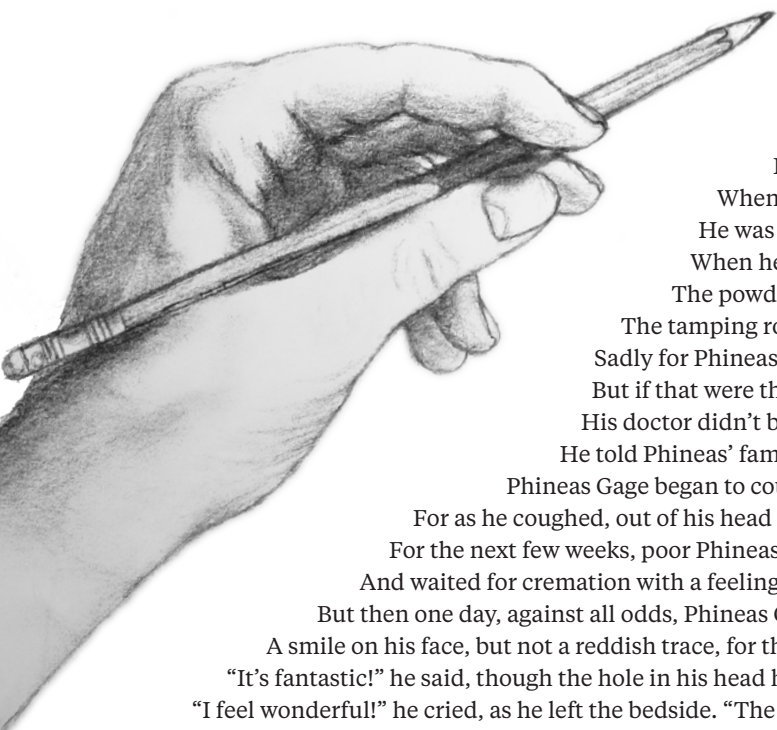 When
He was
When he
The powd
The tamping ro
Sadly for Phineas
But if that were th
His doctor didn’t b
He told Phineas’ fam
Phineas Gage began to cou
For as he coughed, out of his head
For the next few weeks, poor Phineas
And waited for cremation with a feeling
But then one day, against all odds, Phineas
A smile on his face, but not a reddish trace, for th
“It’s fantastic!” he said, though the hole in his head h
“I feel wonderful!” he cried, as he left the bedside. “The